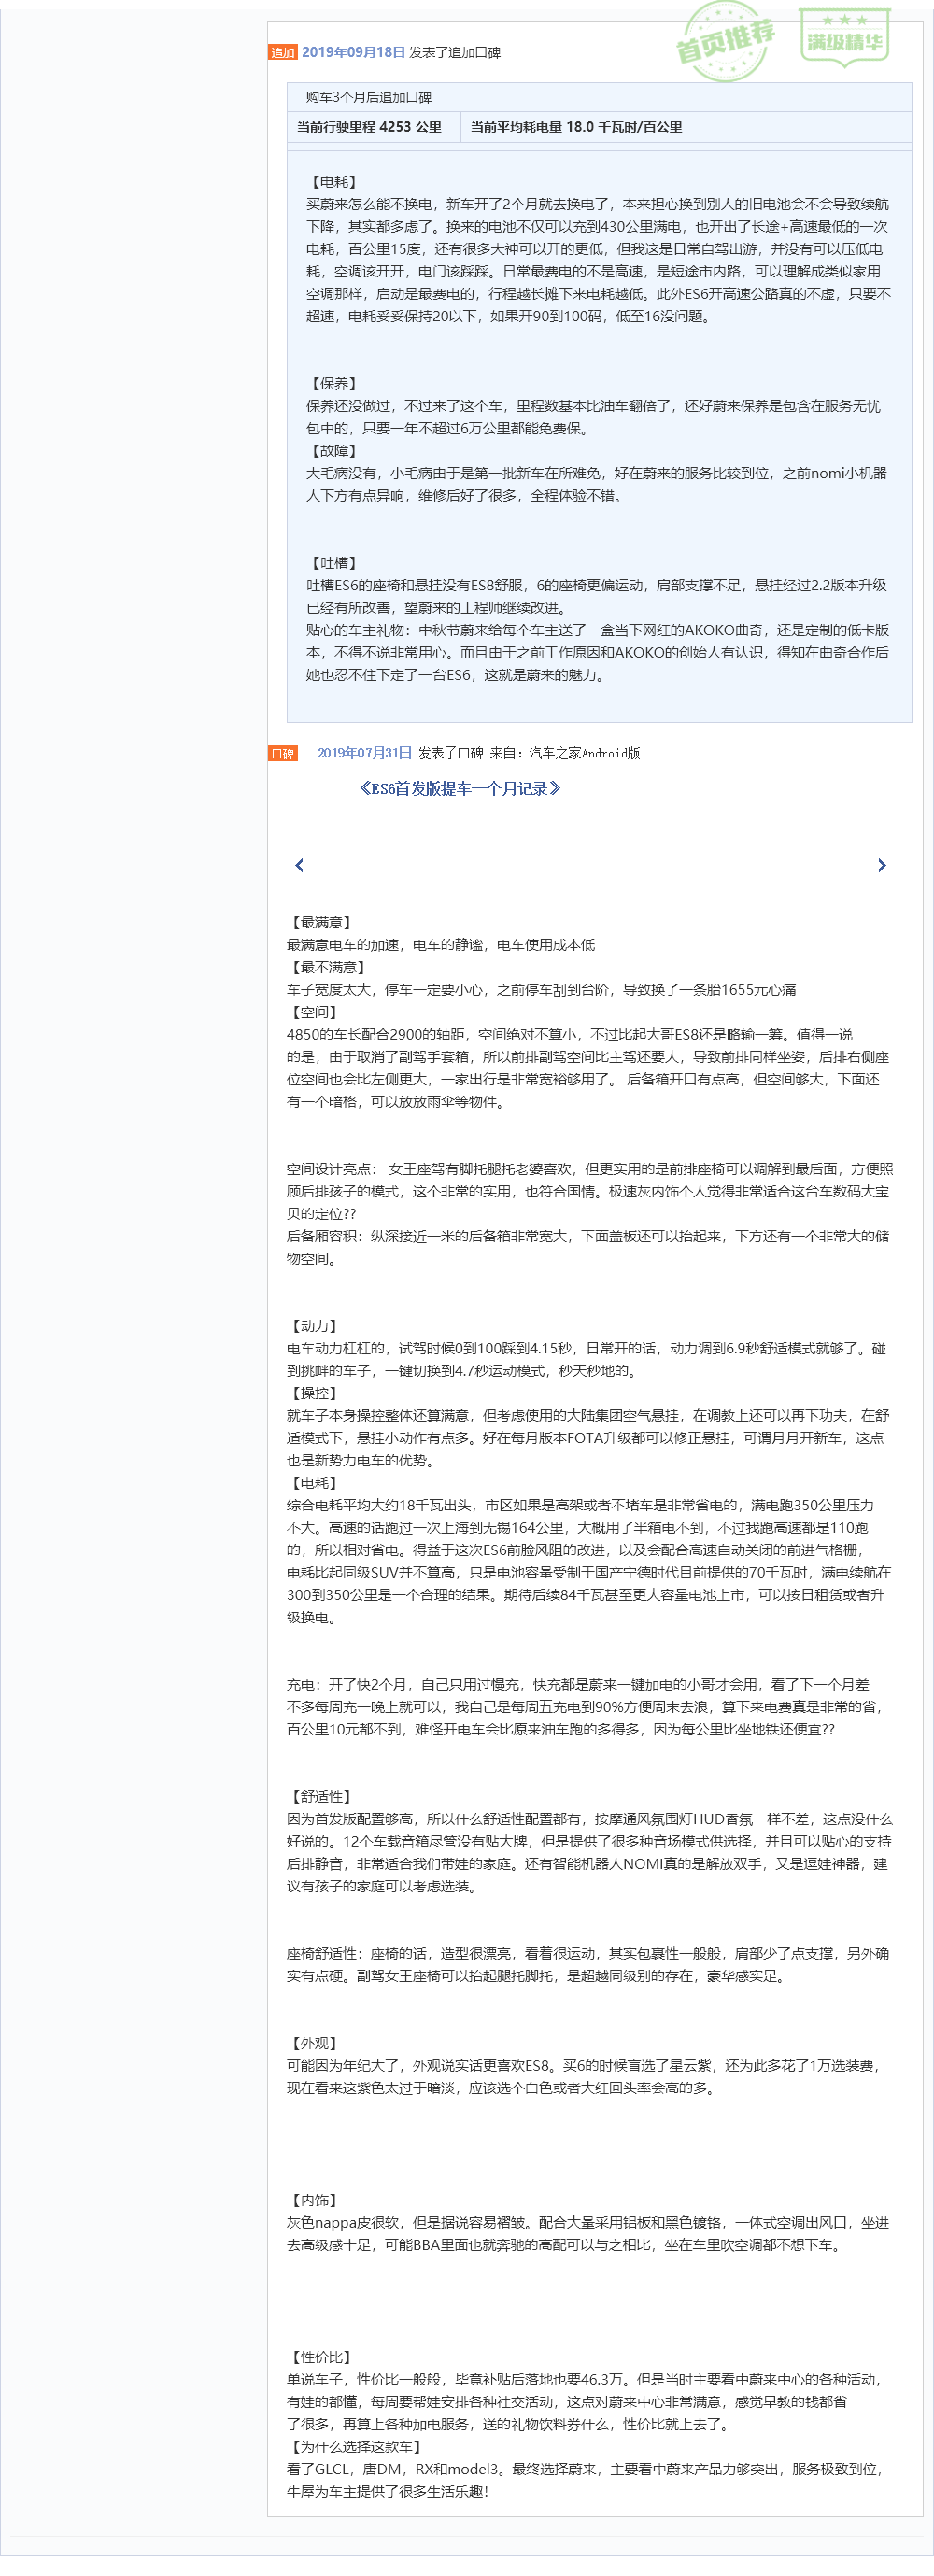 首页推荐
满级精华
追加 2019年09月18日 发表了追加口碑
购车3个月后追加口碑
当前行驶里程 4253 公里 当前平均耗电量 18.0 千瓦时/百公里
【电耗】
买蔚来怎么能不换电，新车开了2个月就去换电了，本来担心换到别人的旧电池会不会导致续航
下降，其实都多虑了。换来的电池不仅可以充到430公里满电，也开出了长途+高速最低的一次
电耗，百公里15度，还有很多大神可以开的更低，但我这是日常自驾出游，并没有可以压低电
耗，空调该开开，电门该踩踩。日常最费电的不是高速，是短途市内路，可以理解成类似家用
空调那样，启动是最费电的，行程越长摊下来电耗越低。此外ES6开高速公路真的不虚，只要不
超速，电耗妥妥保持20以下，如果开90到100码，低至16没问题。
【保养】
保养还没做过，不过来了这个车，里程数基本比油车翻倍了，还好蔚来保养是包含在服务无忧
包中的，只要一年不超过6万公里都能免费保。
【故障】
大毛病没有，小毛病由于是第一批新车在所难免，好在蔚来的服务比较到位，之前nomi小机器
人下方有点异响，维修后好了很多，全程体验不错。
【吐槽】
吐槽ES6的座椅和悬挂没有ES8舒服，6的座椅更偏运动，肩部支撑不足，悬挂经过2.2版本升级
已经有所改善，望蔚来的工程师继续改进。
贴心的车主礼物：中秋节蔚来给每个车主送了一盒当下网红的AKOKO曲奇，还是定制的低卡版
本，不得不说非常用心。而且由于之前工作原因和AKOKO的创始人有认识，得知在曲奇合作后
她也忍不住下定了一台ES6，这就是蔚来的魅力。
口碑 2019年07月31日 发表了口碑 来自：汽车之家Android版
《ES6首发版提车一个月记录》
【最满意】
最满意电车的加速，电车的静谧，电车使用成本低
【最不满意】
车子宽度太大，停车一定要小心，之前停车刮到台阶，导致换了一条胎1655元心痛
【空间】
4850的车长配合2900的轴距，空间绝对不算小，不过比起大哥ES8还是略输一筹。值得一说
的是，由于取消了副驾手套箱，所以前排副驾空间比主驾还要大，导致前排同样坐姿，后排右侧座
位空间也会比左侧更大，一家出行是非常宽裕够用了。 后备箱开口有点高，但空间够大，下面还
有一个暗格，可以放放雨伞等物件。
空间设计亮点： 女王座驾有脚托腿托老婆喜欢，但更实用的是前排座椅可以调解到最后面，方便照
顾后排孩子的模式，这个非常的实用，也符合国情。极速灰内饰个人觉得非常适合这台车数码大宝
贝的定位??
后备厢容积：纵深接近一米的后备箱非常宽大，下面盖板还可以抬起来，下方还有一个非常大的储
物空间。
【动力】
电车动力杠杠的，试驾时候0到100踩到4.15秒，日常开的话，动力调到6.9秒舒适模式就够了。碰
到挑衅的车子，一键切换到4.7秒运动模式，秒天秒地的。
【操控】
就车子本身操控整体还算满意，但考虑使用的大陆集团空气悬挂，在调教上还可以再下功夫，在舒
适模式下，悬挂小动作有点多。好在每月版本FOTA升级都可以修正悬挂，可谓月月开新车，这点
也是新势力电车的优势。
【电耗】
综合电耗平均大约18千瓦出头，市区如果是高架或者不堵车是非常省电的，满电跑350公里压力
不大。高速的话跑过一次上海到无锡164公里，大概用了半箱电不到，不过我跑高速都是110跑
的，所以相对省电。得益于这次ES6前脸风阻的改进，以及会配合高速自动关闭的前进气格栅，
电耗比起同级SUV并不算高，只是电池容量受制于国产宁德时代目前提供的70千瓦时，满电续航在
300到350公里是一个合理的结果。期待后续84千瓦甚至更大容量电池上市，可以按日租赁或者升
级换电。
充电：开了快2个月，自己只用过慢充，快充都是蔚来一键加电的小哥才会用，看了下一个月差
不多每周充一晚上就可以，我自己是每周五充电到90%方便周末去浪，算下来电费真是非常的省，
百公里10元都不到，难怪开电车会比原来油车跑的多得多，因为每公里比坐地铁还便宜??
【舒适性】
因为首发版配置够高，所以什么舒适性配置都有，按摩通风氛围灯HUD香氛一样不差，这点没什么
好说的。12个车载音箱尽管没有贴大牌，但是提供了很多种音场模式供选择，并且可以贴心的支持
后排静音，非常适合我们带娃的家庭。还有智能机器人NOMI真的是解放双手，又是逗娃神器，建
议有孩子的家庭可以考虑选装。
座椅舒适性：座椅的话，造型很漂亮，看着很运动，其实包裹性一般般，肩部少了点支撑，另外确
实有点硬。副驾女王座椅可以抬起腿托脚托，是超越同级别的存在，豪华感实足。
【外观】
可能因为年纪大了，外观说实话更喜欢ES8。买6的时候盲选了星云紫，还为此多花了1万选装费，
现在看来这紫色太过于暗淡，应该选个白色或者大红回头率会高的多。
【内饰】
灰色nappa皮很软，但是据说容易褶皱。配合大量采用铝板和黑色镀铬，一体式空调出风口，坐进
去高级感十足，可能BBA里面也就奔驰的高配可以与之相比，坐在车里吹空调都不想下车。
【性价比】
单说车子，性价比一般般，毕竟补贴后落地也要46.3万。但是当时主要看中蔚来中心的各种活动，
有娃的都懂，每周要帮娃安排各种社交活动，这点对蔚来中心非常满意，感觉早教的钱都省
了很多，再算上各种加电服务，送的礼物饮料券什么，性价比就上去了。
【为什么选择这款车】
看了GLCL，唐DM，RX和model3。最终选择蔚来，主要看中蔚来产品力够突出，服务极致到位，
牛屋为车主提供了很多生活乐趣！